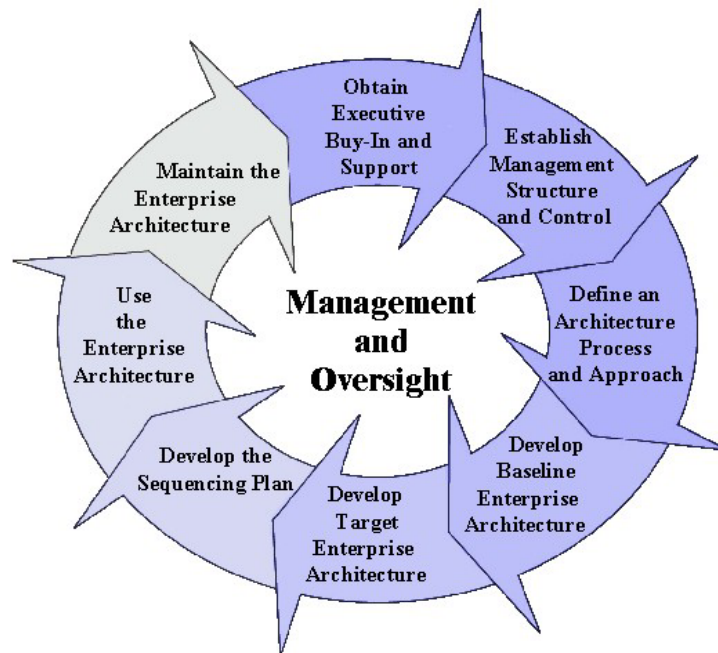 Obtain
Executive
Buy-In and
Support
Establish
Management
Structure
and Control
Define an
Architecture
Process
and Approach
Develop
Baseline
Enterprise
Architecture
Develop
Target
Enterprise
Architecture
Develop the
Sequencing Plan
Use
the
Enterprise
Architecture
Maintain the
Enterprise
Architecture
Management
and
Oversight